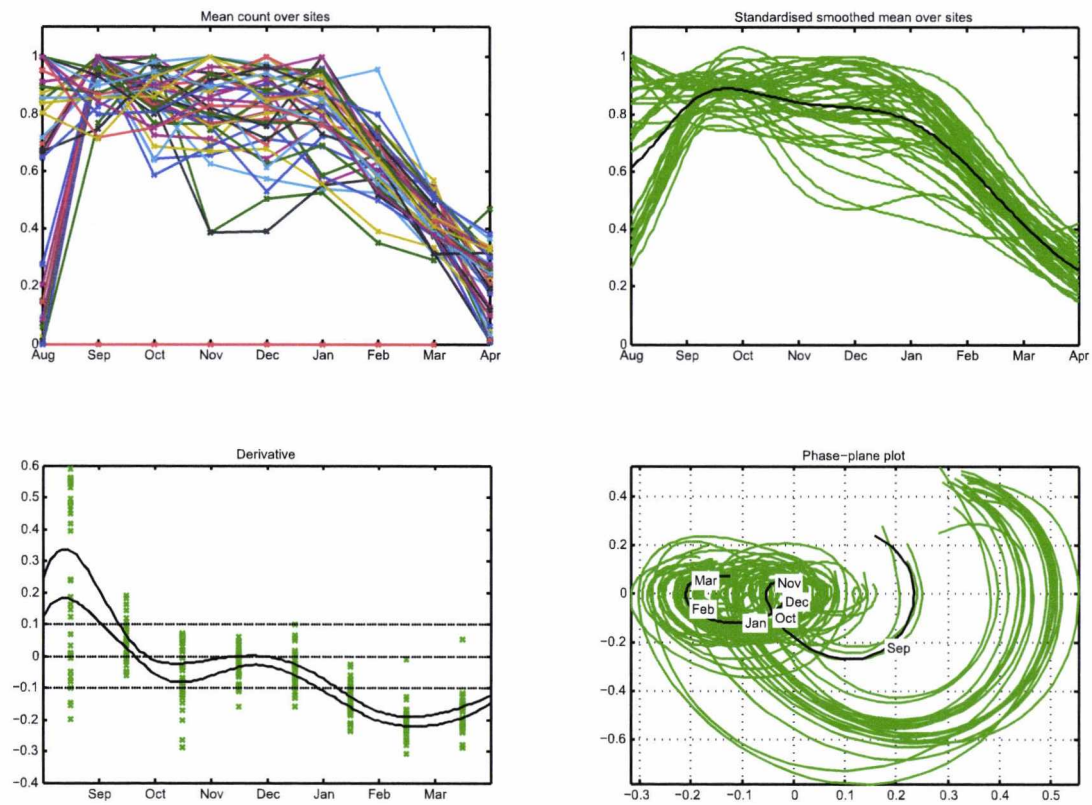 Mean count over sites
1
0.8
0.6
0.4
0.2
0
Aug Sep Oct Nov Dec Jan Feb Mar Apr
Standardised smoothed mean over sites
1
0.8
0.6
0.4
0.2
0
Aug Sep Oct Nov Dec Jan Feb Mar Apr
Derivative
0.6
0.5
0.4
0.3
0.2
0.1
0
−0.1
−0.2
−0.3
−0.4
Sep Oct Nov Dec Jan Feb Mar
Phase−plane plot
0.4
0.2
0
−0.2
−0.4
−0.6
Mar
Nov
Feb
Dec
Oct
Jan
Sep
−0.3 −0.2 −0.1 0 0.1 0.2 0.3 0.4 0.5